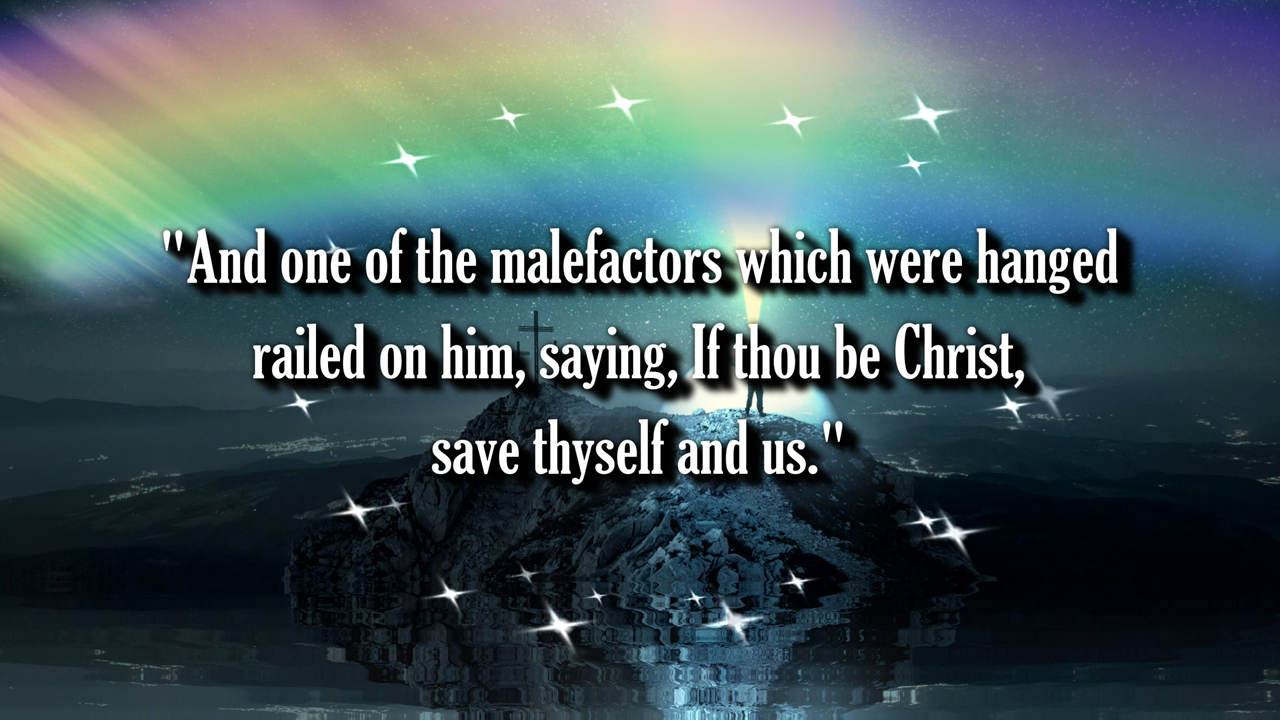 "And one of the malefactors which were hanged
railed on him, saying, If thou be Christ,
save thyself and us."